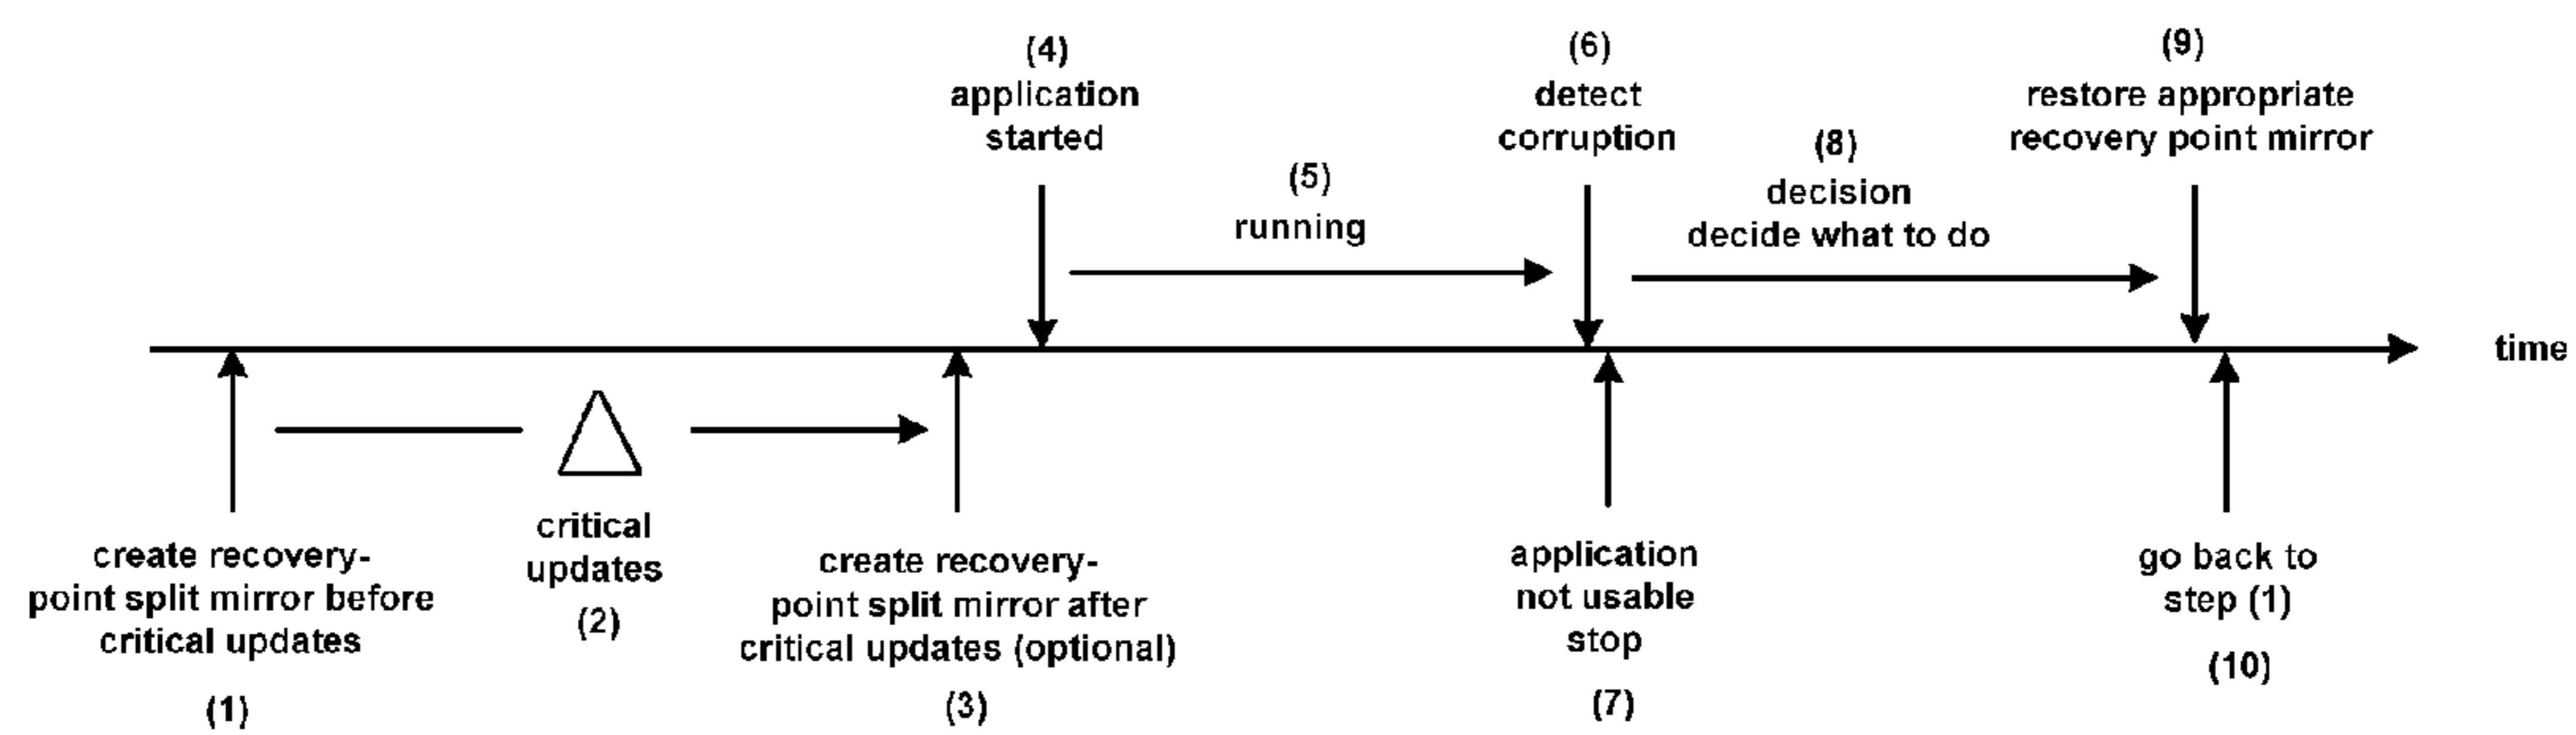 (4)
application
started
(5)
running
(6)
detect
corruption
(8)
decision
decide what to do
(9)
restore appropriate
recovery point mirror
time
create recovery-
point split mirror before
critical updates
(1)
critical
updates
(2)
create recovery-
point split mirror after
critical updates (optional)
(3)
application
not usable
stop
(7)
go back to
step (1)
(10)